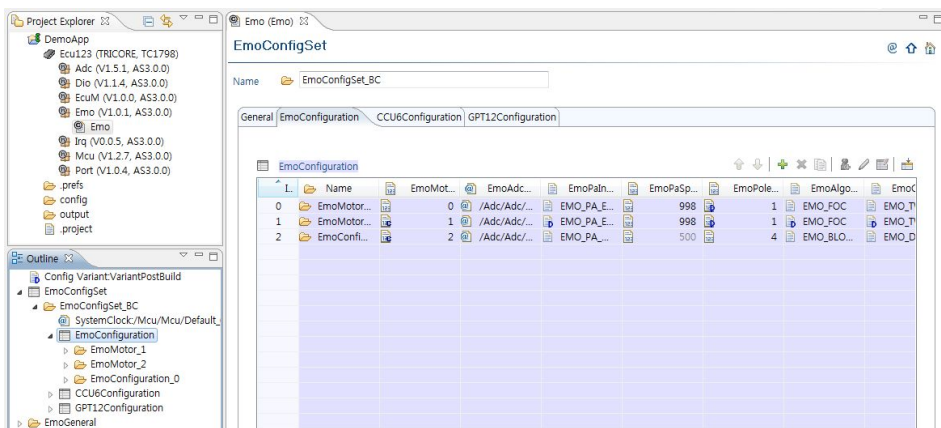 Project Explorer
DemoApp
Ecu123 (TRICORE, TC1798)
Adc (V1.5.1, AS3.0.0)
Dio (V1.1.4, AS3.0.0)
EcuM (V1.0.0, AS3.0.0)
Emo (V1.0.1, AS3.0.0)
Emo
Irq (V0.0.5, AS3.0.0)
Mcu (V1.2.7, AS3.0.0)
Port (V1.0.4, AS3.0.0)
.prefs
config
output
.project
Outline
Config Variant:VariantPostBuild
EmoConfigSet
EmoConfigSet_BC
SystemClock:/Mcu/Mcu/Default_
EmoConfiguration
EmoMotor_1
EmoMotor_2
EmoConfiguration_0
CCU6Configuration
GPT12Configuration
EmoGeneral
Emo (Emo)
EmoConfigSet
Name EmoConfigSet_BC
General EmoConfiguration CCU6Configuration GPT12Configuration
EmoConfiguration
I.. Name EmoMot... EmoAdc... EmoPaIn... EmoPaSp... EmoPole... EmoAlgo... EmoC
0 EmoMotor... 0 /Adc/Adc/... EMO_PA_E... 998 1 EMO_FOC EMO_T
1 EmoMotor... 1 /Adc/Adc/... EMO_PA_E... 998 1 EMO_FOC EMO_T
2 EmoConfi... 2 /Adc/Adc/... EMO_PA_... 500 4 EMO_BLO... EMO_D